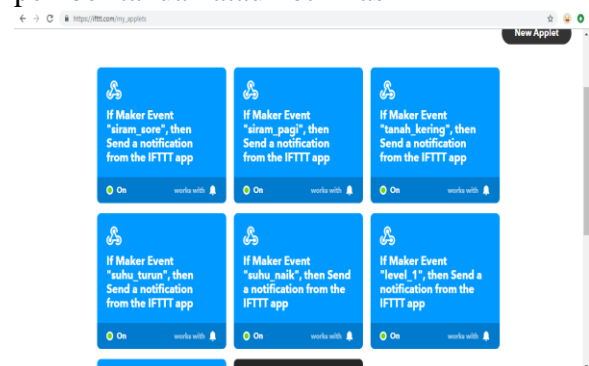 https://ifttt.com/my_applets
New Applet
If Maker Event
"siram_sore", then
Send a notification
from the IFTTT app
On works with
If Maker Event
"siram_pagi", then
Send a notification
from the IFTTT app
On works with
If Maker Event
"tanah_kering", then
Send a notification
from the IFTTT app
On works with
If Maker Event
"suhu_turun", then
Send a notification
from the IFTTT app
On works with
If Maker Event
"suhu_naik", then Send
a notification from the
IFTTT app
On works with
If Maker Event
"level_1", then Send a
notification from the
IFTTT app
On works with